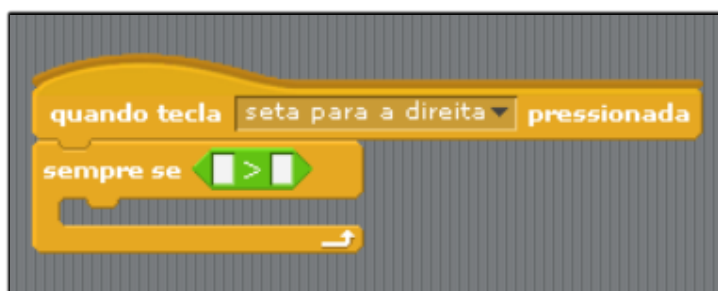 quando tecla seta para a direita pressionada
sempre se >